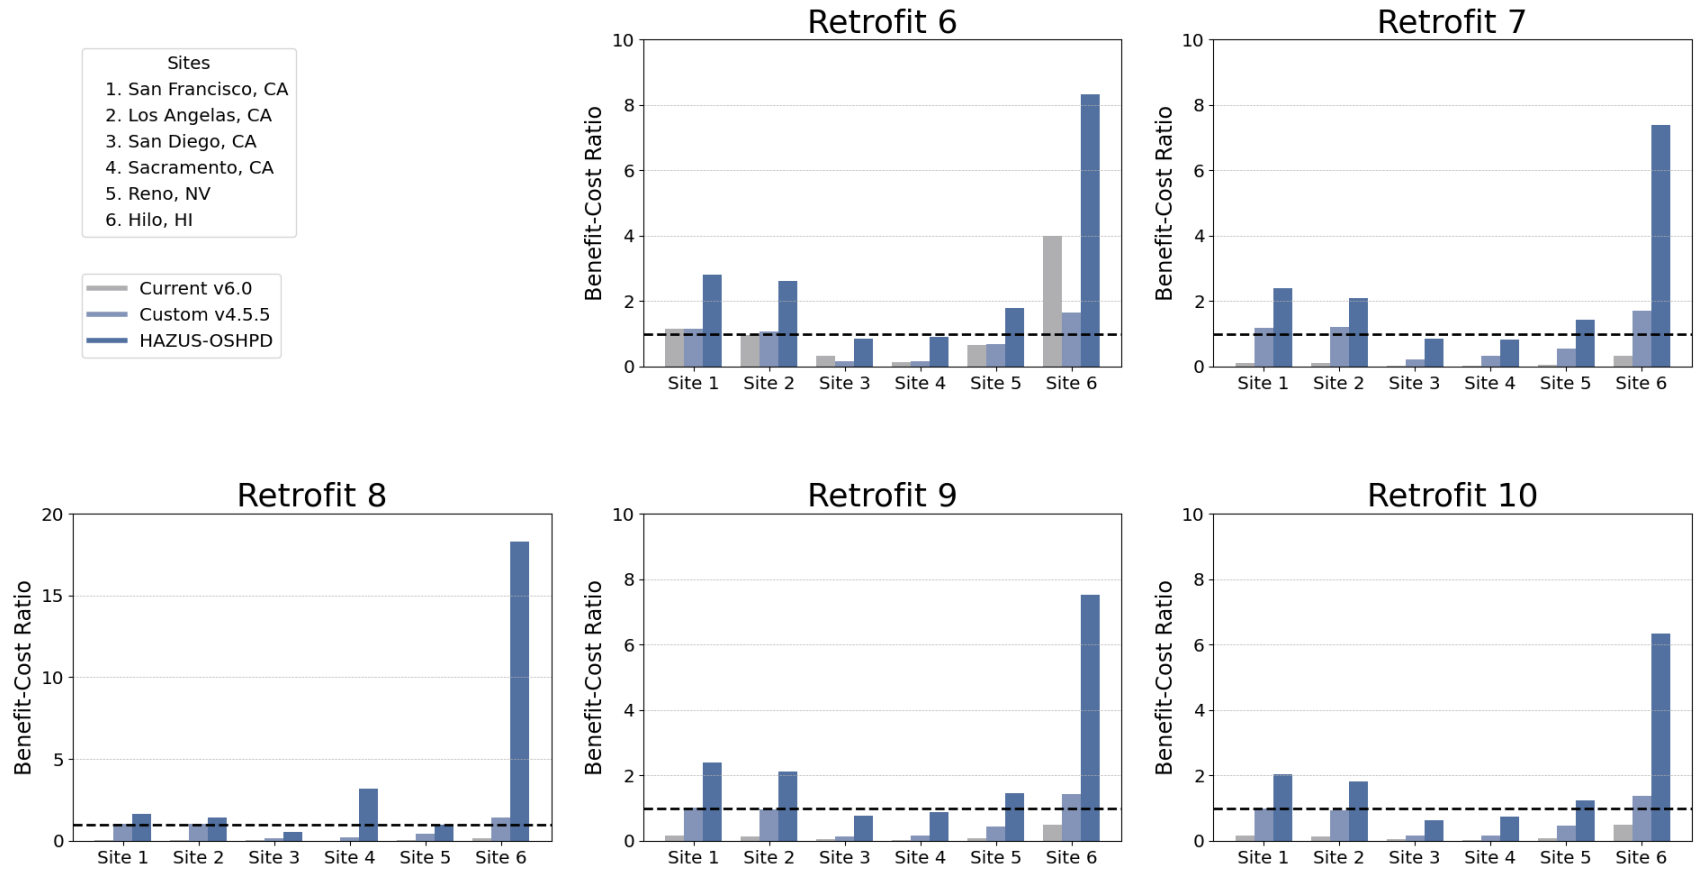 Sites
1. San Francisco, CA
2. Los Angelas, CA
3. San Diego, CA
4. Sacramento, CA
5. Reno, NV
6. Hilo, HI
Current v6.0
Custom v4.5.5
HAZUS-OSHPD
Retrofit 6
Benefit-Cost Ratio
10
8
6
4
2
0
Site 1 Site 2 Site 3 Site 4 Site 5 Site 6
Retrofit 7
Benefit-Cost Ratio
10
8
6
4
2
0
Site 1 Site 2 Site 3 Site 4 Site 5 Site 6
Retrofit 8
Benefit-Cost Ratio
20
15
10
5
0
Site 1 Site 2 Site 3 Site 4 Site 5 Site 6
Retrofit 9
Benefit-Cost Ratio
10
8
6
4
2
0
Site 1 Site 2 Site 3 Site 4 Site 5 Site 6
Retrofit 10
Benefit-Cost Ratio
10
8
6
4
2
0
Site 1 Site 2 Site 3 Site 4 Site 5 Site 6